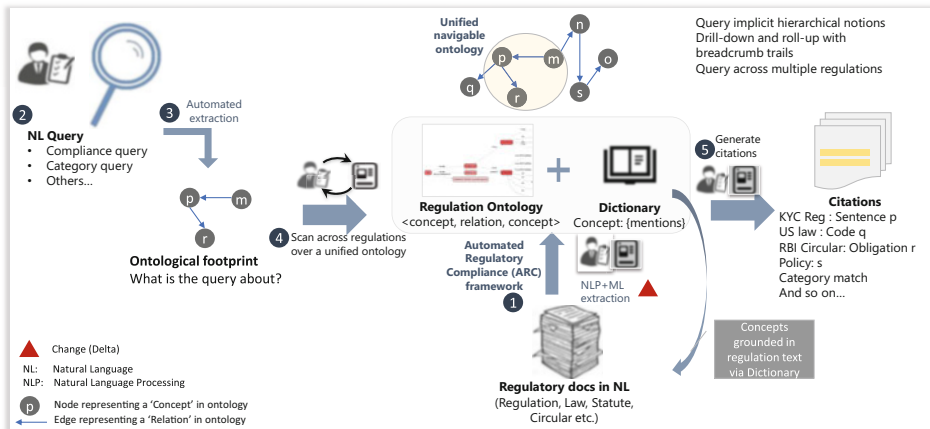 Unified
navigable
ontology
n
p
m
o
q
r
s
Query implicit hierarchical notions
Drill-down and roll-up with
breadcrumb trails
Query across multiple regulations
2
NL Query
• Compliance query
• Category query
• Others...
3
Automated
extraction
p
m
r
Ontological footprint
What is the query about?
4
Scan across regulations
over a unified ontology
+
Regulation Ontology
<concept, relation, concept>
Dictionary
Concept: {mentions}
5
Generate
citations
Citations
KYC Reg : Sentence p
US law : Code q
RBI Circular: Obligation r
Policy: s
Category match
And so on...
Automated
Regulatory
Compliance (ARC)
framework
1
NLP+ML
extraction
Regulatory docs in NL
(Regulation, Law, Statute,
Circular etc.)
Concepts
grounded in
regulation text
via Dictionary
Change (Delta)
NL: Natural Language
NLP: Natural Language Processing
p Node representing a 'Concept' in ontology
Edge representing a 'Relation' in ontology